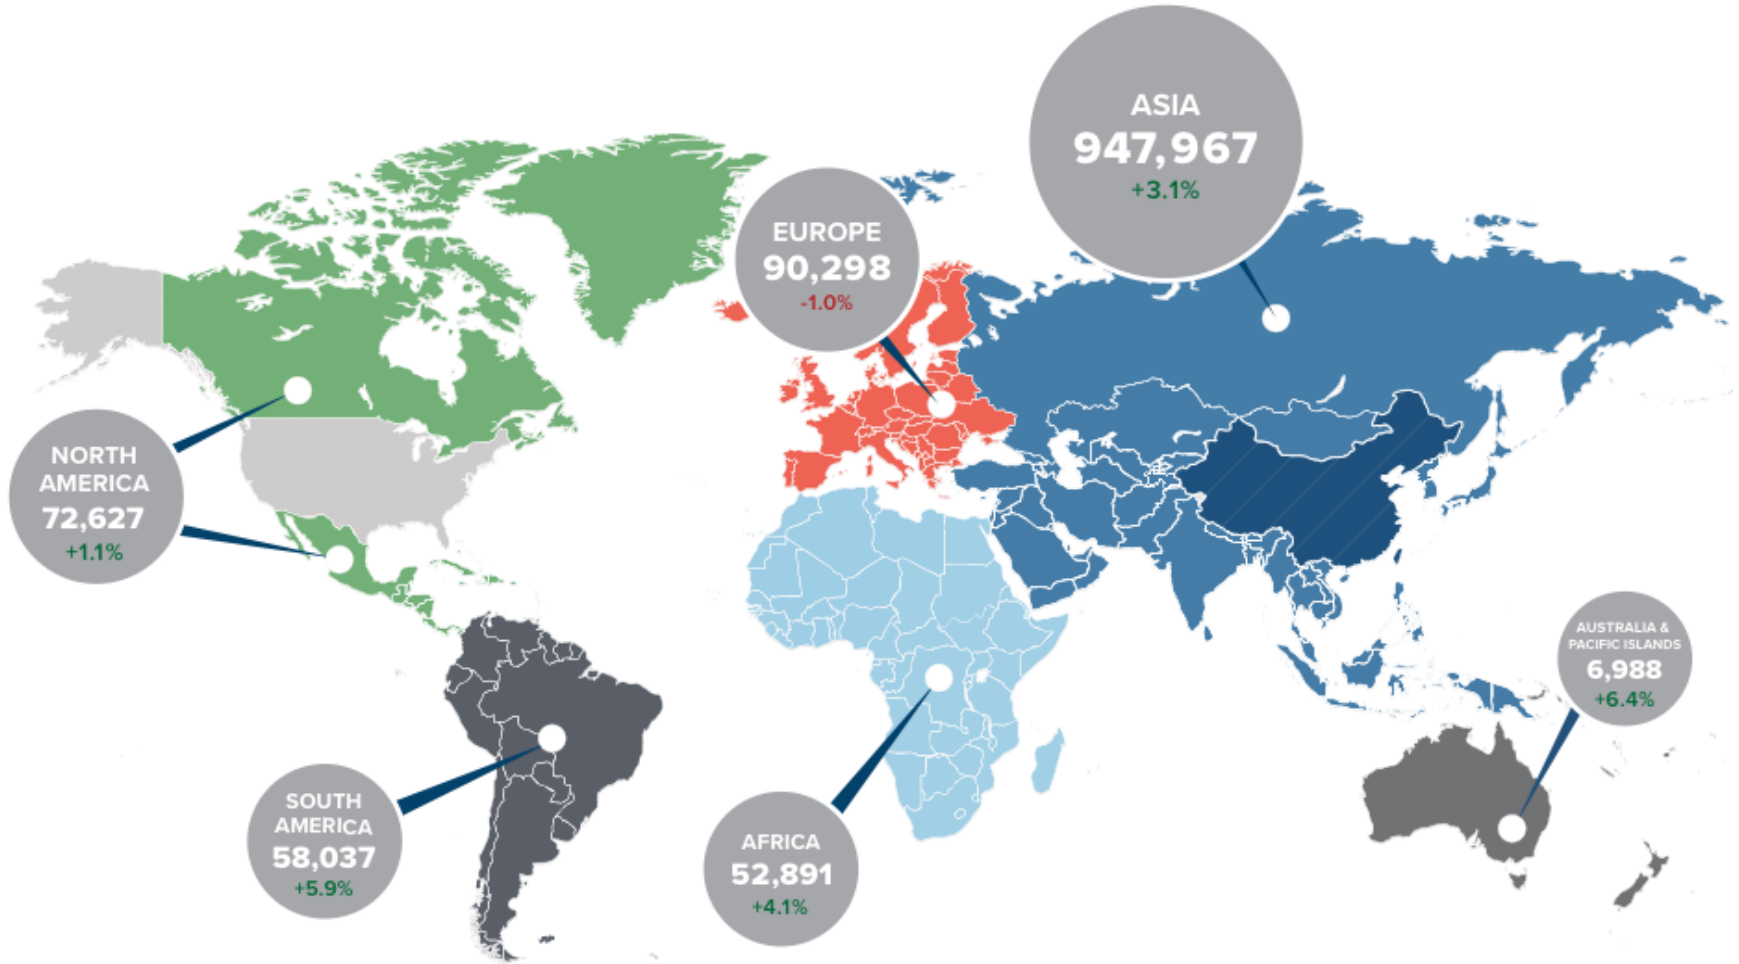 ASIA
947,967
+3.1%
EUROPE
90,298
-1.0%
NORTH
AMERICA
72,627
+1.1%
AUSTRALIA &
PACIFIC ISLANDS
6,988
+6.4%
SOUTH
AMERICA
58,037
+5.9%
AFRICA
52,891
+4.1%